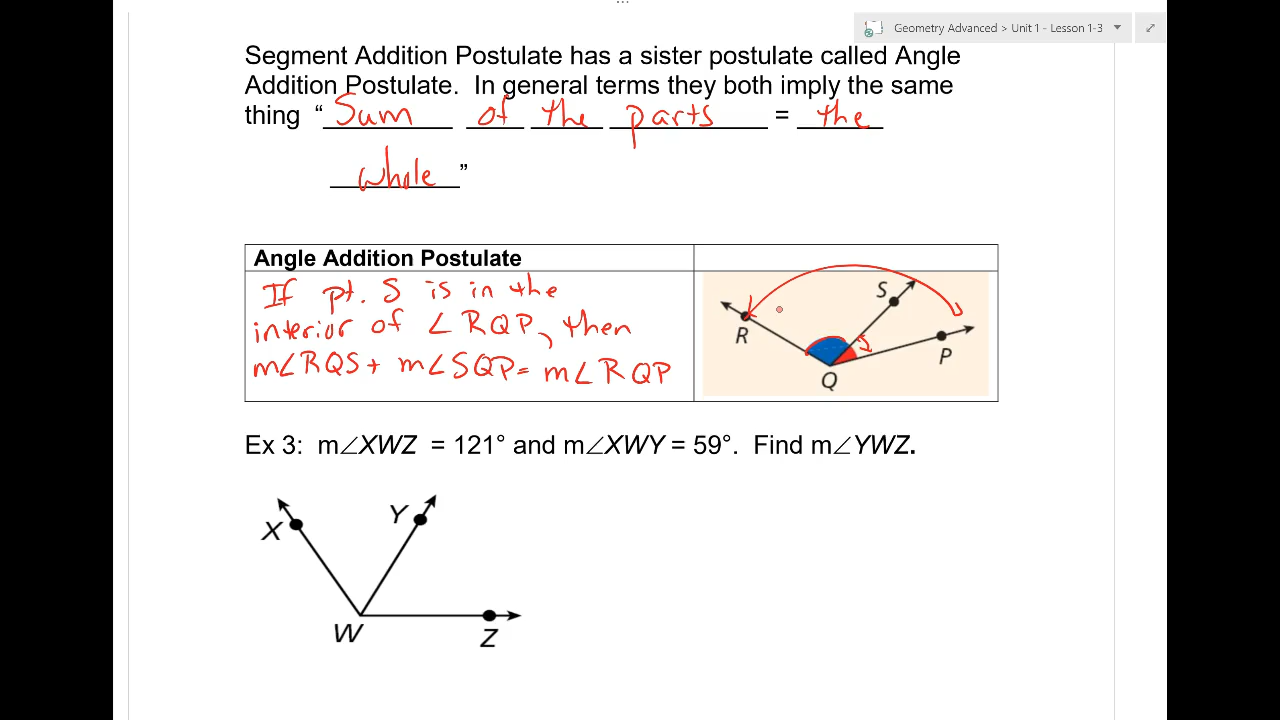 Geometry Advanced > Unit 1 - Lesson 1-3
Segment Addition Postulate has a sister postulate called Angle
Addition Postulate. In general terms they both imply the same
thing “Sum of the parts = the
whole”
Angle Addition Postulate
If pt. S is in the
interior of ∠RQP, then
m∠RQS + m∠SQP = m∠RQP
S
R
P
Q
Ex 3: m∠XWZ = 121° and m∠XWY = 59°. Find m∠YWZ.
X
Y
W
Z